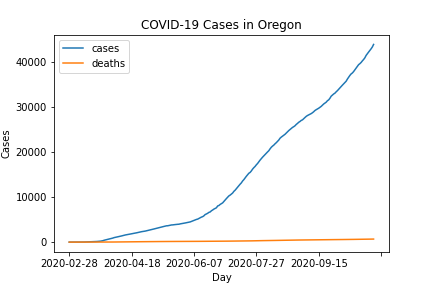 COVID-19 Cases in Oregon
cases
deaths
40000
30000
20000
10000
0
Cases
2020-02-28 2020-04-18 2020-06-07 2020-07-27 2020-09-15
Day